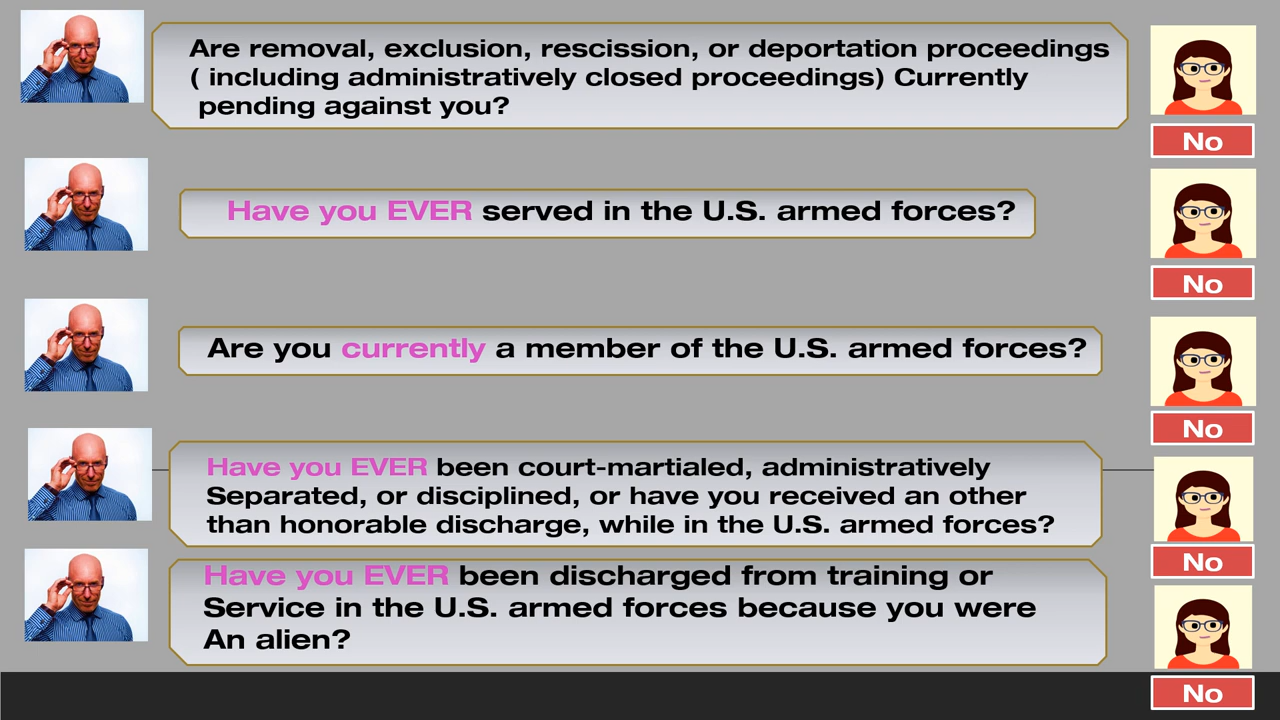 Are removal, exclusion, rescission, or deportation proceedings
( including administratively closed proceedings) Currently
pending against you?
No
Have you EVER served in the U.S. armed forces?
No
Are you currently a member of the U.S. armed forces?
No
Have you EVER been court-martialed, administratively
Separated, or disciplined, or have you received an other
than honorable discharge, while in the U.S. armed forces?
No
Have you EVER been discharged from training or
Service in the U.S. armed forces because you were
An alien?
No